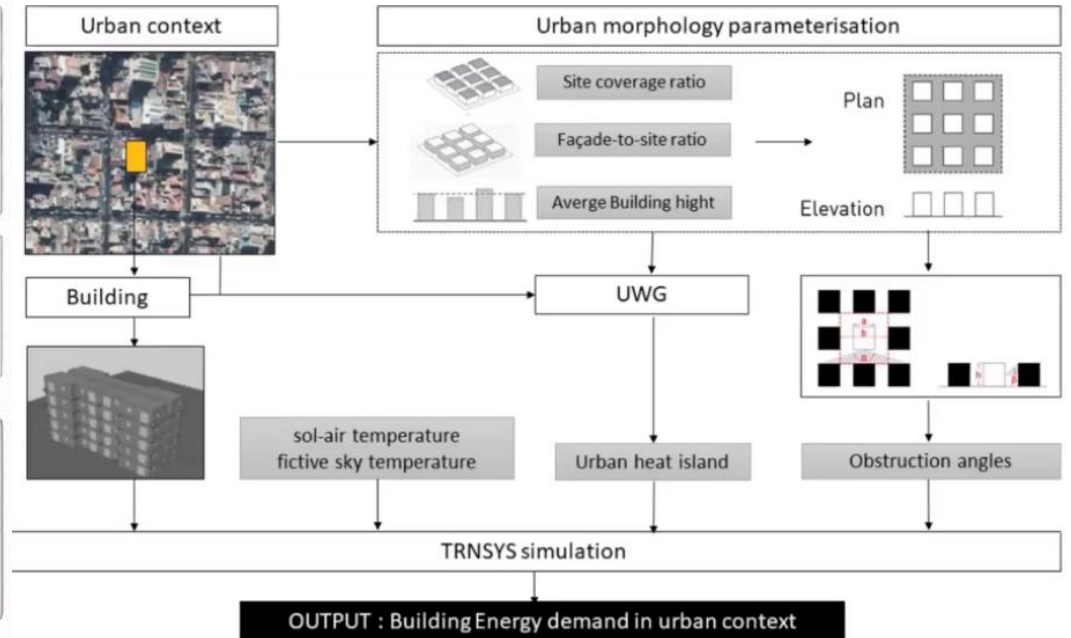 Urban context
Urban morphology parameterisation
Site coverage ratio
Plan
Façade-to-site ratio
Averge Building hight
Elevation
Building
UWG
a
b
α
h
β
sol-air temperature
fictive sky temperature
Urban heat island
Obstruction angles
TRNSYS simulation
OUTPUT : Building Energy demand in urban context